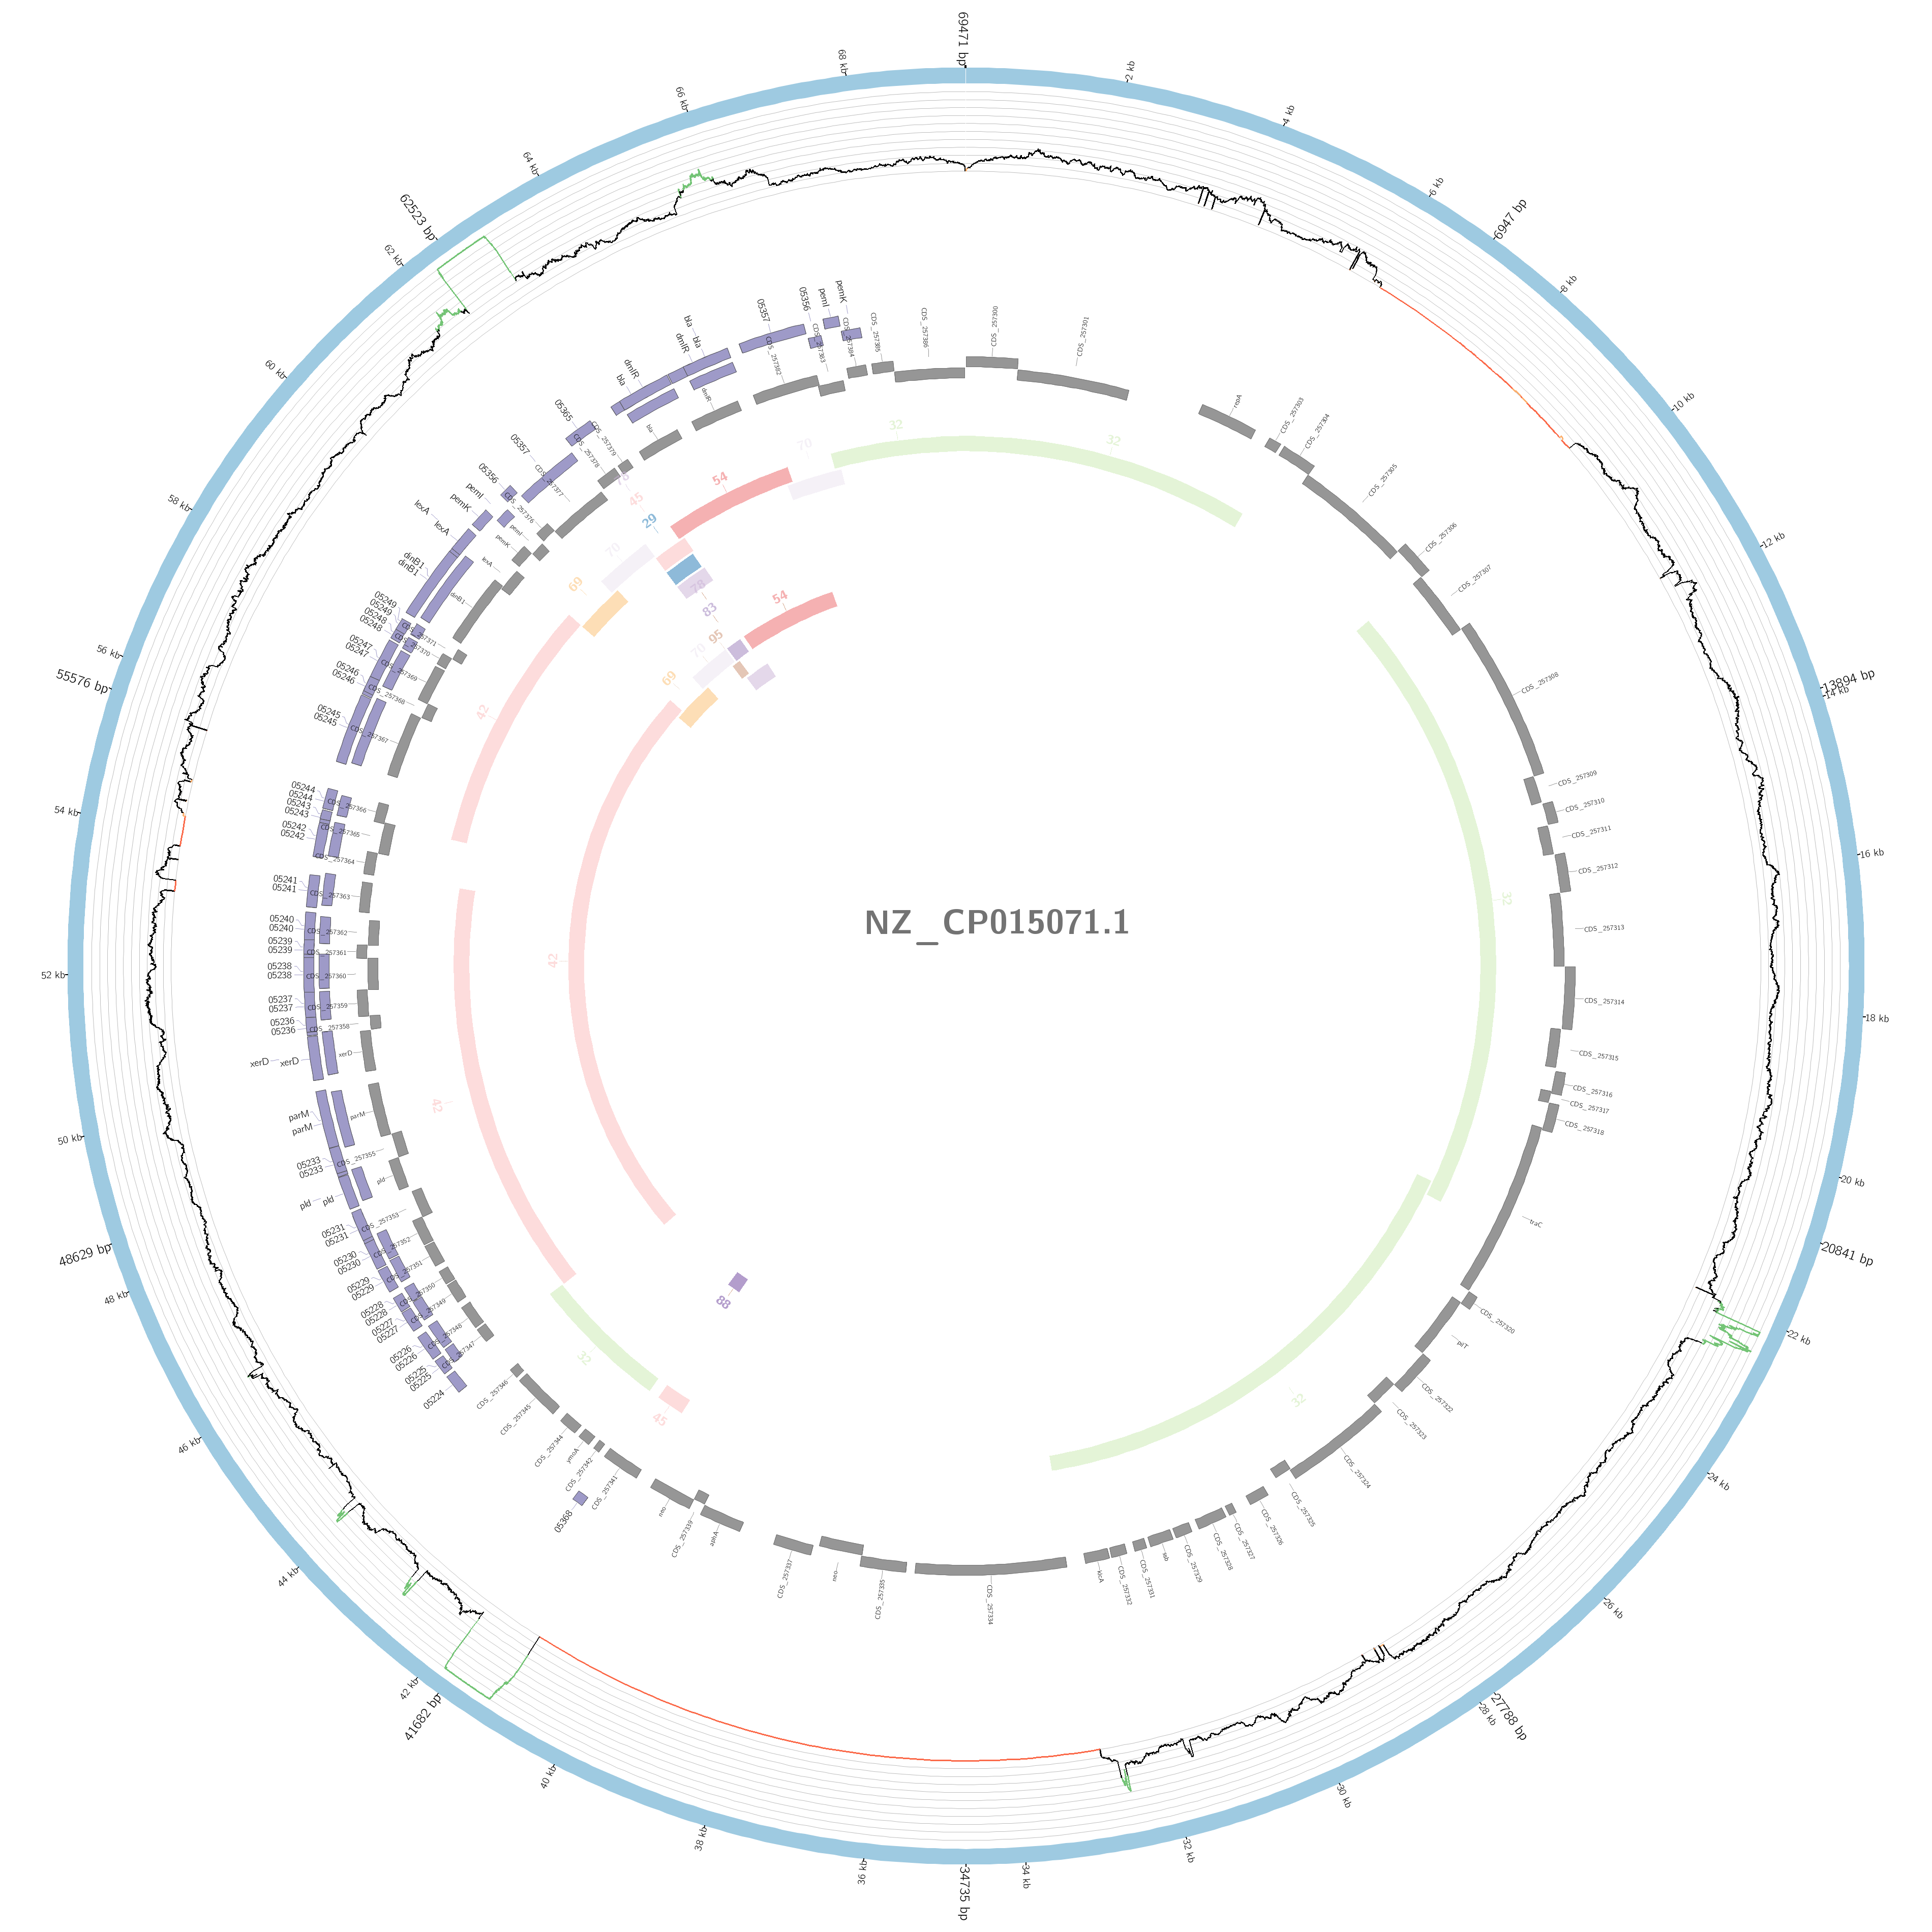 69471 bp
2 kb
4 kb
6 kb
6947 bp
8 kb
10 kb
12 kb
13894 bp
14 kb
16 kb
18 kb
20 kb
20841 bp
22 kb
24 kb
26 kb
27788 bp
28 kb
30 kb
32 kb
34 kb
34735 bp
36 kb
38 kb
40 kb
41682 bp
42 kb
44 kb
46 kb
48 kb
48629 bp
50 kb
52 kb
54 kb
55576 bp
56 kb
58 kb
60 kb
62 kb
62523 bp
64 kb
66 kb
68 kb
CDS_257300
CDS_257301
CDS_257303
CDS_257304
CDS_257305
CDS_257306
CDS_257307
CDS_257308
CDS_257309
CDS_257310
CDS_257311
CDS_257312
CDS_257313
CDS_257314
CDS_257315
CDS_257316
CDS_257317
CDS_257318
traC
CDS_257320
CDS_257322
CDS_257323
CDS_257324
CDS_257325
CDS_257326
CDS_257327
CDS_257328
CDS_257329
ssb
CDS_257331
CDS_257332
klcA
CDS_257334
CDS_257335
neo
CDS_257337
CDS_257339
neo
CDS_257341
CDS_257342
ymoA
CDS_257344
CDS_257345
CDS_257346
CDS_257347
CDS_257348
CDS_257349
CDS_257350
CDS_257351
CDS_257352
CDS_257353
pld
CDS_257355
parM
xerD
CDS_257358
CDS_257359
CDS_257360
CDS_257361
CDS_257362
CDS_257363
CDS_257364
CDS_257365
CDS_257366
CDS_257367
CDS_257368
CDS_257369
CDS_257370
CDS_257371
dinB1
lexA
pemK
pemI
CDS_257376
CDS_257377
CDS_257378
CDS_257379
bla
dmlR
CDS_257382
CDS_257383
CDS_257384
CDS_257385
CDS_257386
05368
05224
05225
05225
05226
05226
05227
05227
05228
05228
05229
05229
05230
05230
05231
05231
pld
pld
05233
05233
parM
parM
xerD
xerD
05236
05236
05237
05237
05238
05238
05239
05239
05240
05240
05241
05241
05242
05242
05243
05243
05244
05244
05245
05245
05246
05246
05247
05247
05248
05248
05249
05249
dinB1
dinB1
lexA
lexA
pemK
pemI
05356
05357
05365
bla
dmlR
dmlR
bla
bla
05357
05356
pemI
pemK
32
32
32
32
45
32
88
42
42
42
69
70
29
45
78
54
70
69
70
95
83
78
54
NZ_CP015071.1